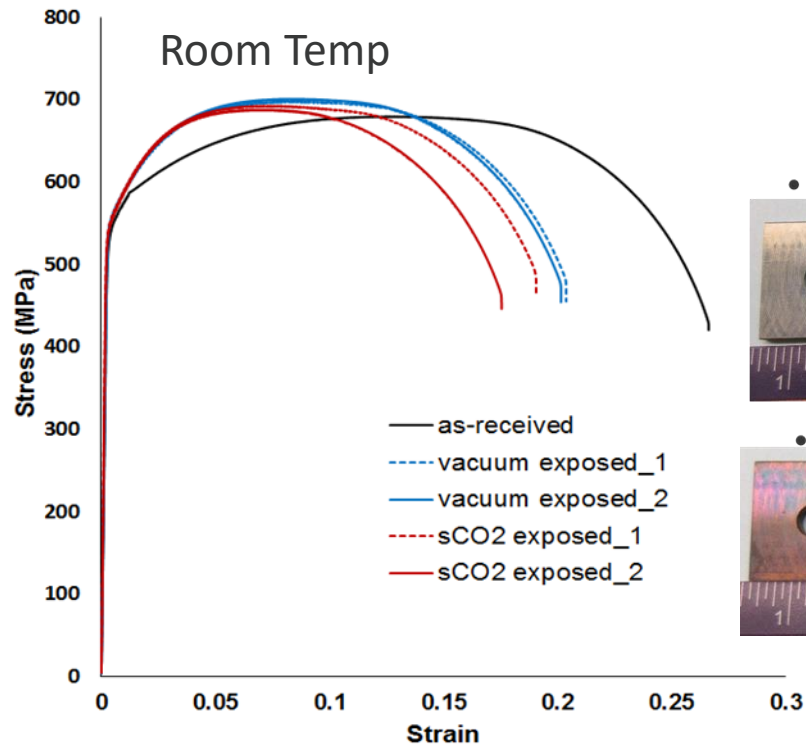 Room Temp
Stress (MPa)
800
700
600
500
400
300
200
100
0
0
0.05
0.1
0.15
0.2
0.25
0.3
Strain
as-received
vacuum exposed_1
vacuum exposed_2
sCO2 exposed_1
sCO2 exposed_2
•
1
•
1